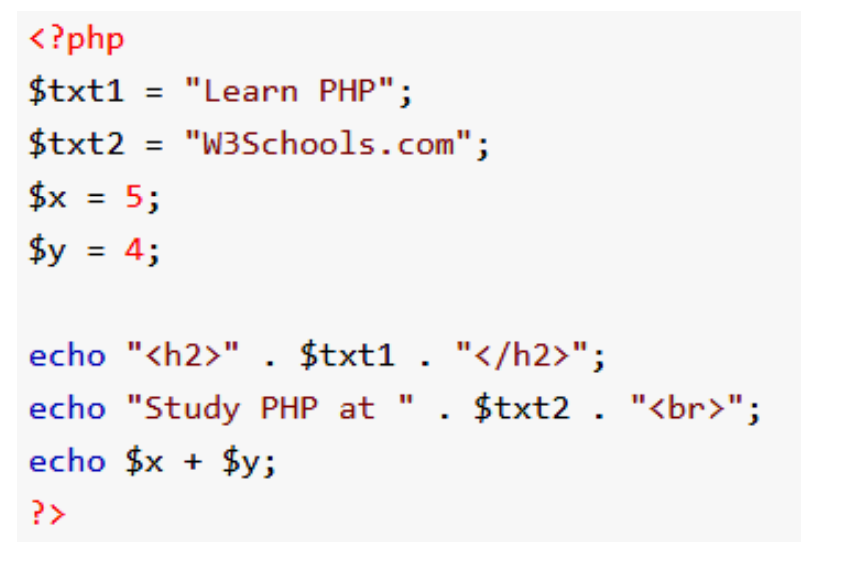 <?php
$txt1 = "Learn PHP";
$txt2 = "W3Schools.com";
$x = 5;
$y = 4;

echo "<h2>" . $txt1 . "</h2>";
echo "Study PHP at " . $txt2 . "<br>";
echo $x + $y;
?>